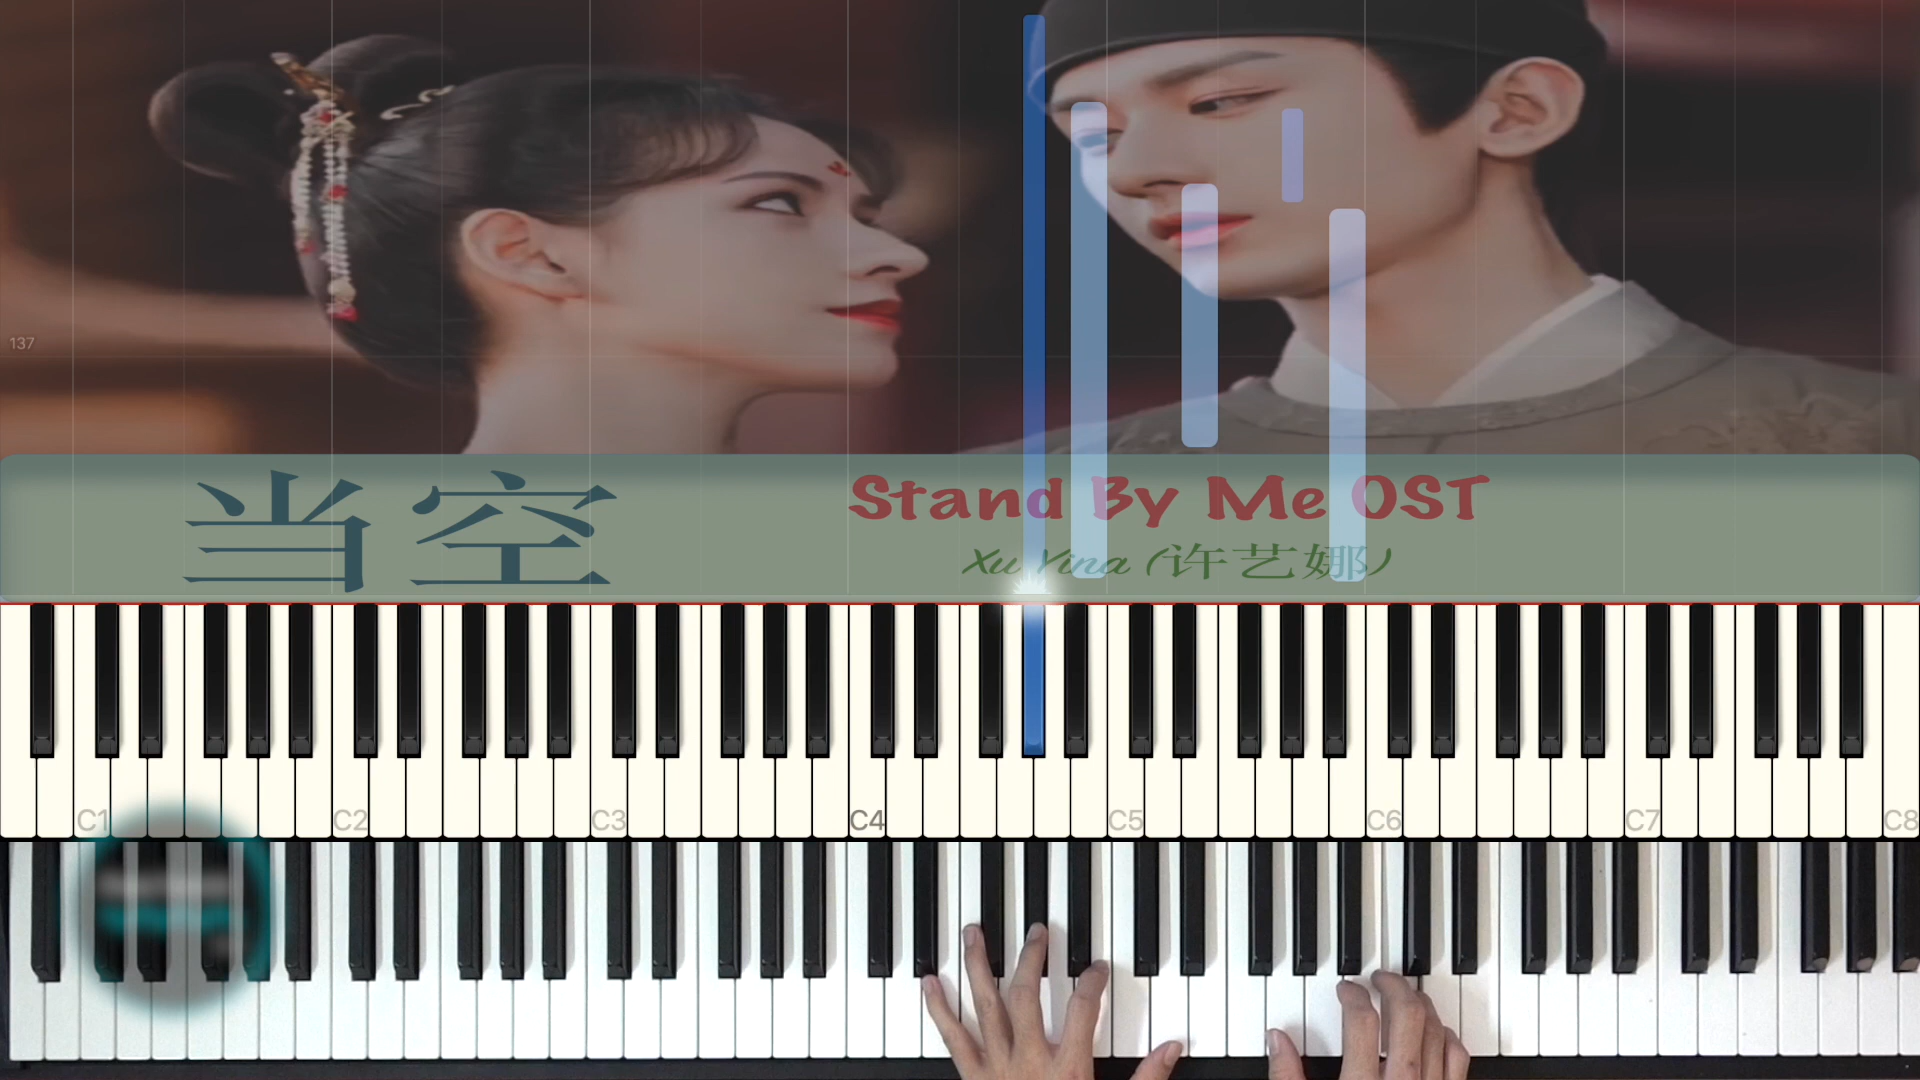 137
当空
Stand By Me OST
Xu Yina (许艺娜)
C1 C2 C3 C4 C5 C6 C7 C8